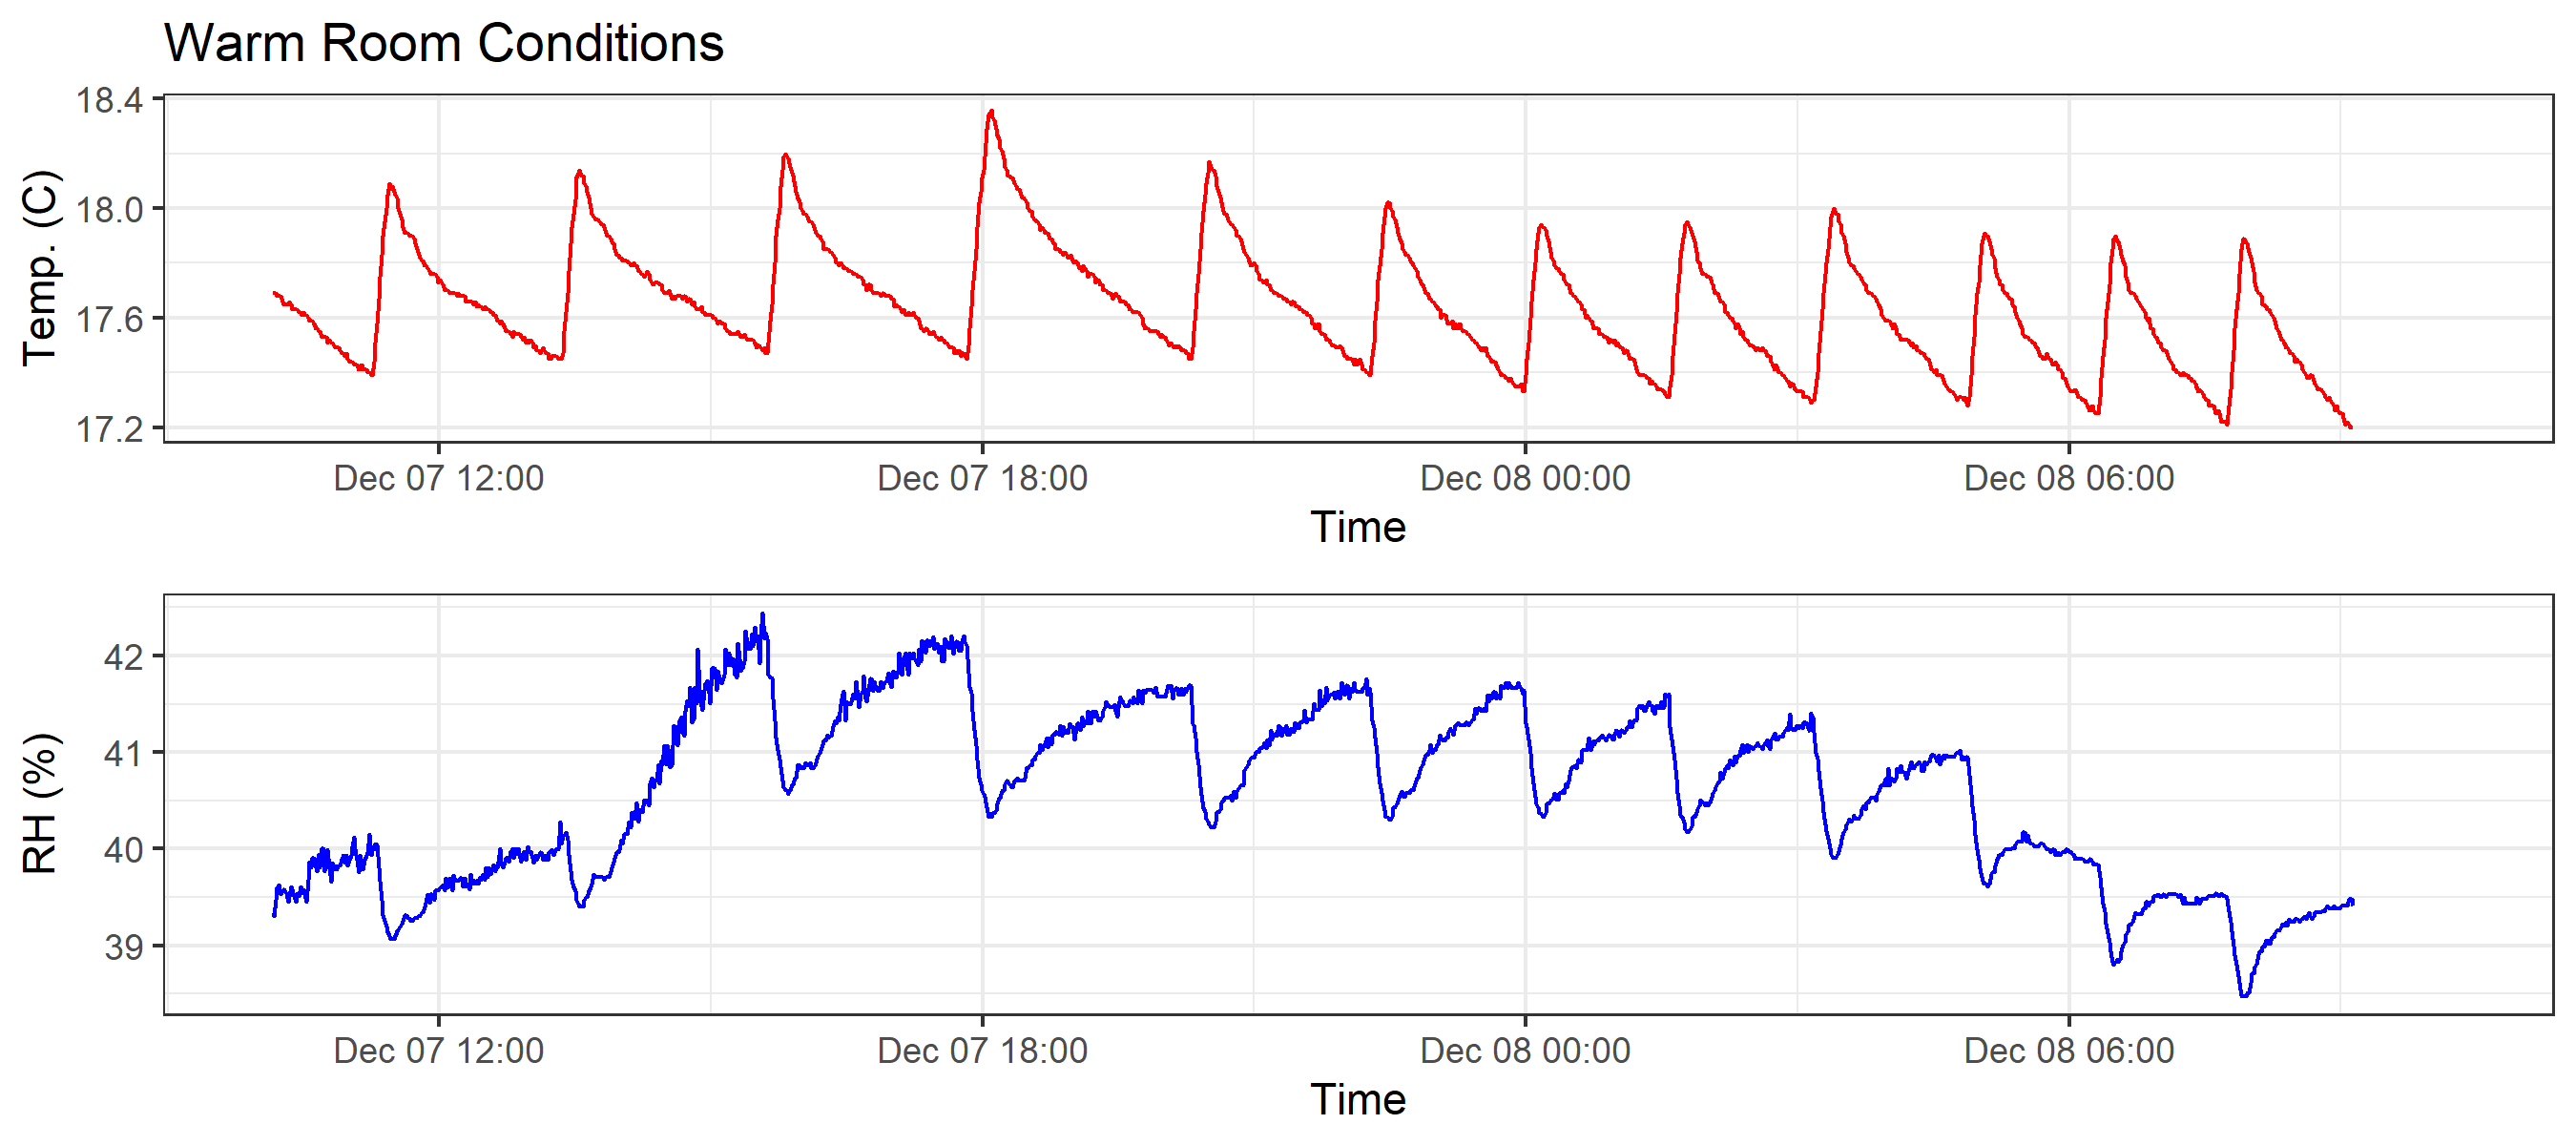 Warm Room Conditions
Temp. (C)
18.4
18.0
17.6
17.2
Dec 07 12:00 Dec 07 18:00 Dec 08 00:00 Dec 08 06:00
Time
RH (%)
42
41
40
39
Dec 07 12:00 Dec 07 18:00 Dec 08 00:00 Dec 08 06:00
Time